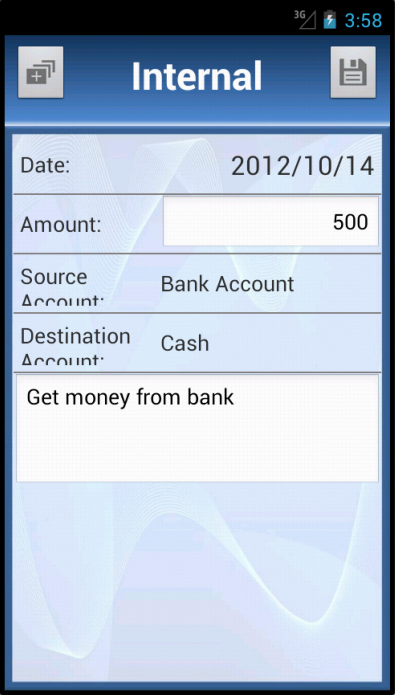 3G 3:58
Internal
Date: 2012/10/14
Amount: 500
Source
Account: Bank Account
Destination
Account: Cash
Get money from bank